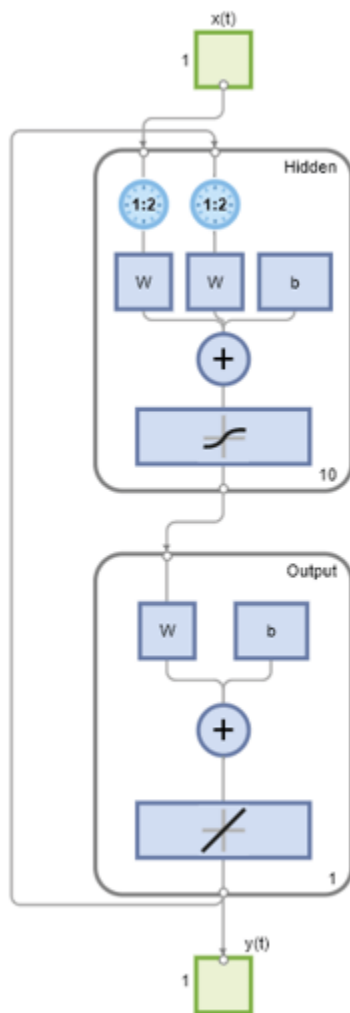 x(t)
1
Hidden
1:2 1:2
W W b
+
10
Output
W b
+
1
y(t)
1